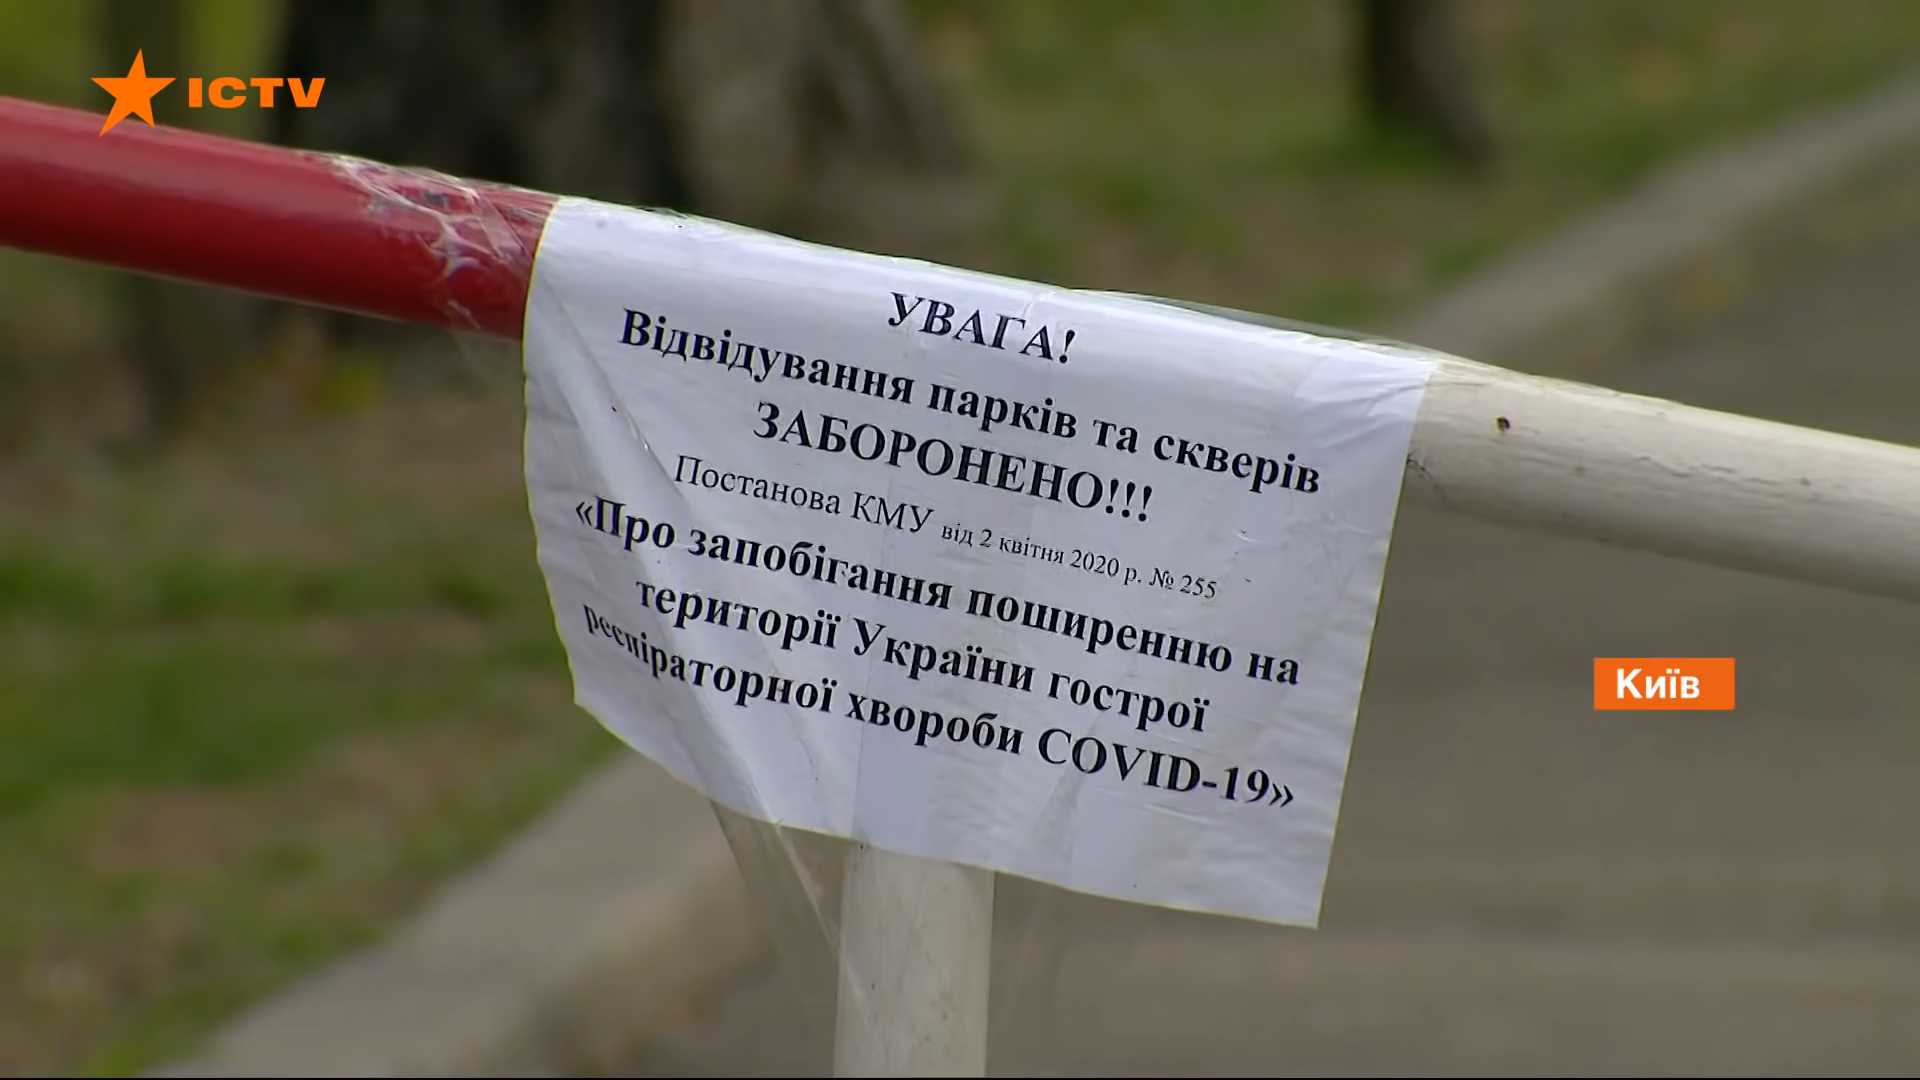 ICTV
УВАГА!
Відвідування парків та скверів
ЗАБОРОНЕНО!!!
Постанова КМУ від 2 квітня 2020 р. № 255
«Про запобігання поширенню на
території України гострої
респіраторної хвороби COVID-19»
Київ